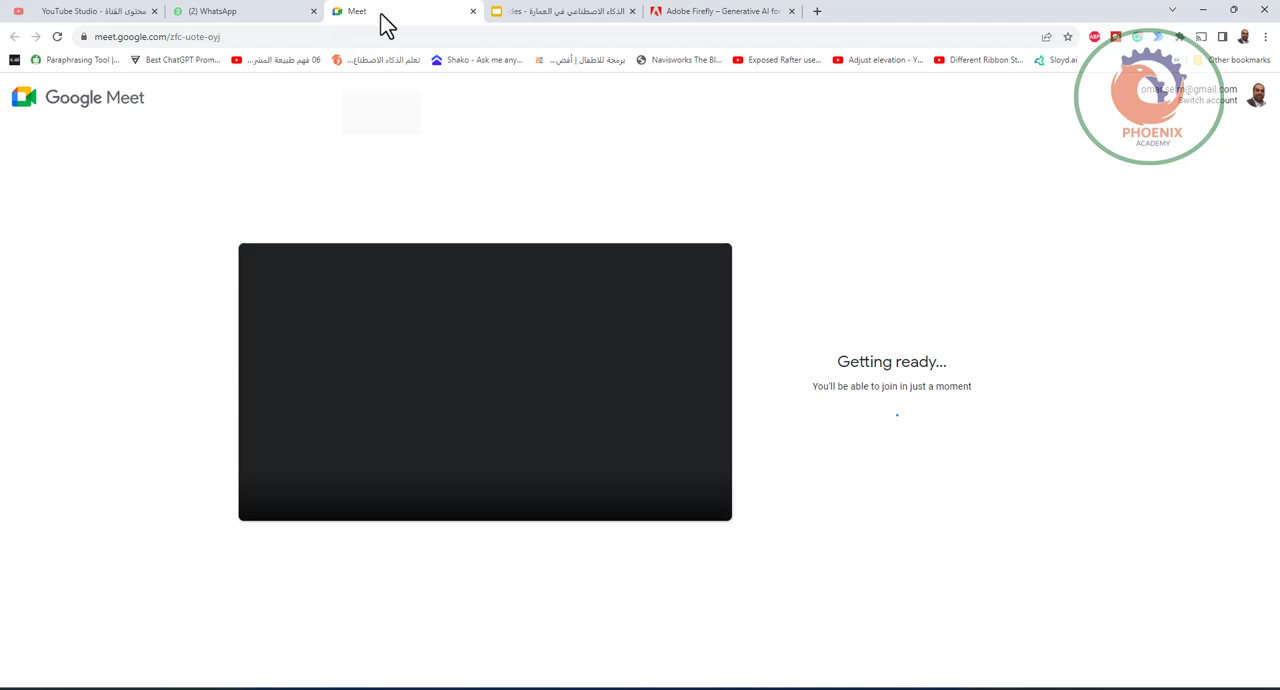 YouTube Studio - محتوى القناة
(2) WhatsApp
Meet
الذكاء الاصطناعي في العمارة - des
Adobe Firefly – Generative AI for
meet.google.com/zfc-uote-oyj
Paraphrasing Tool |...
Best ChatGPT Prom...
06 فهم طبيعة المشر...
تعلم الذكاء الاصطناع...
Shako - Ask me any...
برمجة للاطفال | أفض...
Navisworks The Bl...
Exposed Rafter use...
Adjust elevation - Y...
Different Ribbon St...
Sloyd.ai
»
Other bookmarks
Google Meet
@gmail.com
Switch account
PHOENIX
ACADEMY
Getting ready...
You'll be able to join in just a moment